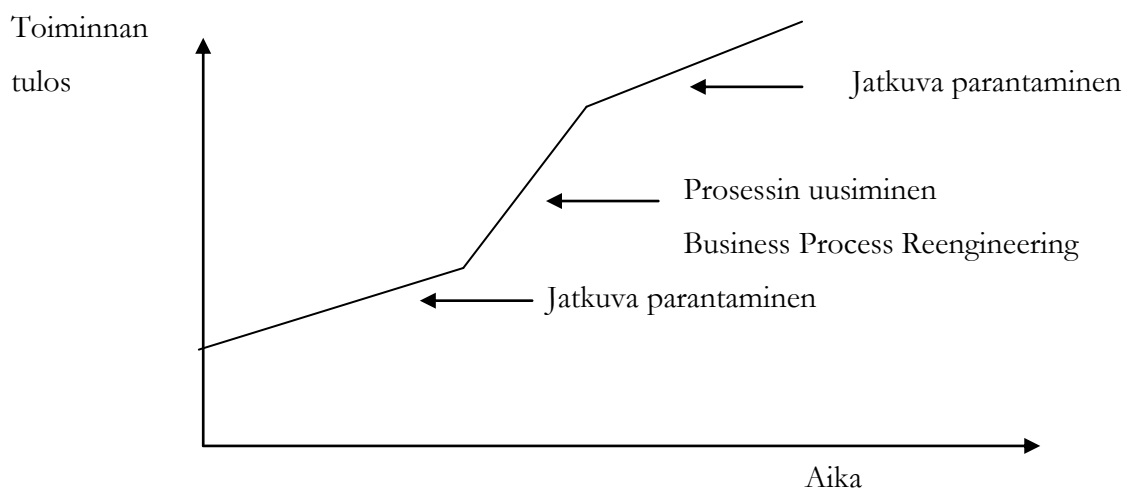 Toiminnan
tulos
Jatkuva parantaminen
Prosessin uusiminen
Business Process Reengineering
Jatkuva parantaminen
Aika